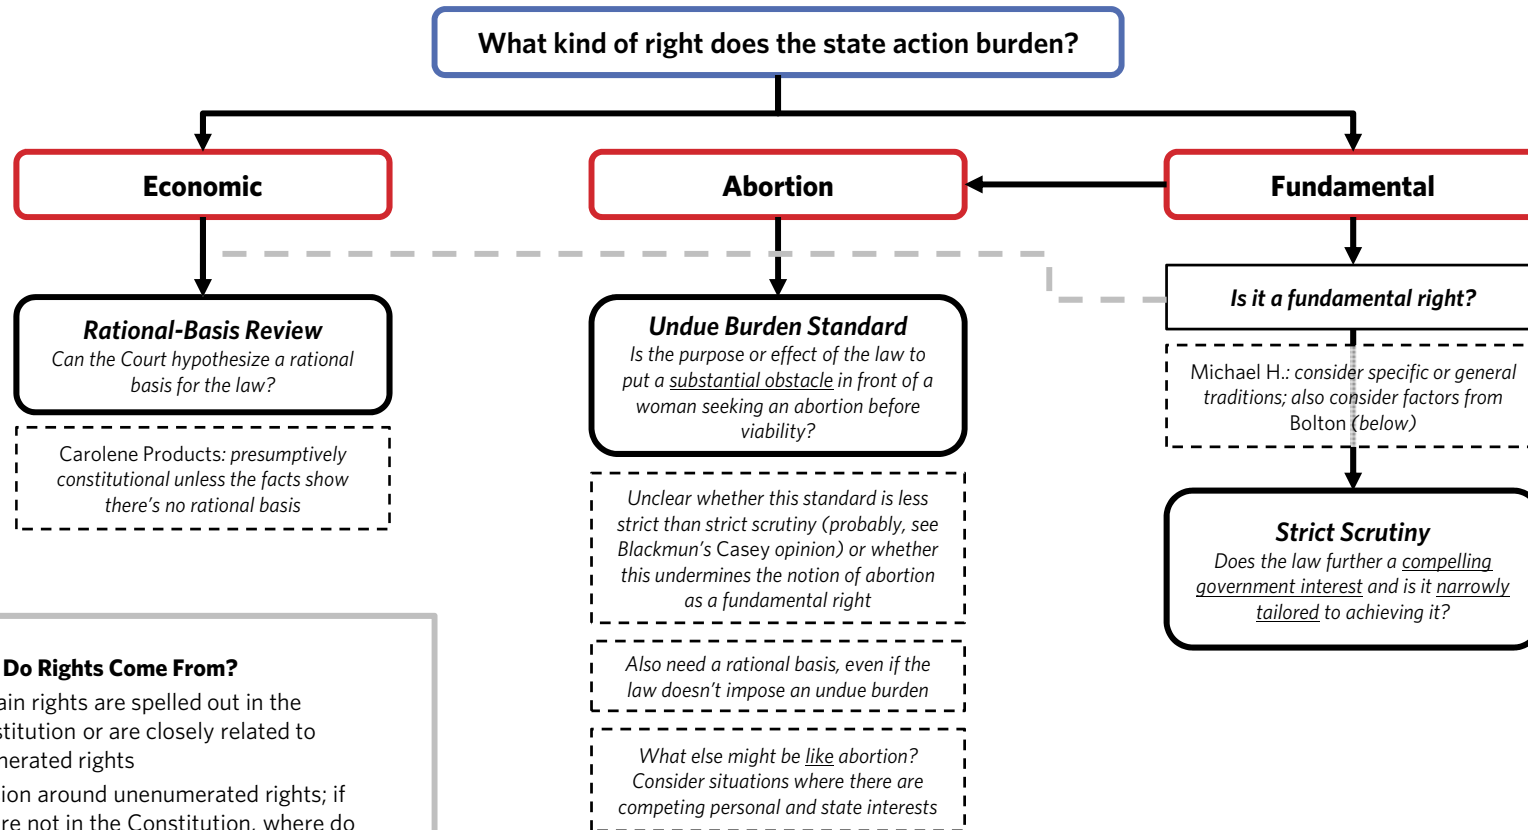 What kind of right does the state action burden?
Economic
Abortion
Fundamental
Rational-Basis Review
Can the Court hypothesize a rational
basis for the law?
Carolene Products: presumptively
constitutional unless the facts show
there's no rational basis
Undue Burden Standard
Is the purpose or effect of the law to
put a substantial obstacle in front of a
woman seeking an abortion before
viability?
Unclear whether this standard is less
strict than strict scrutiny (probably, see
Blackmun's Casey opinion) or whether
this undermines the notion of abortion
as a fundamental right
Also need a rational basis, even if the
law doesn't impose an undue burden
What else might be like abortion?
Consider situations where there are
competing personal and state interests
Is it a fundamental right?
Michael H.: consider specific or general
traditions; also consider factors from
Bolton (below)
Strict Scrutiny
Does the law further a compelling
government interest and is it narrowly
tailored to achieving it?
Do Rights Come From?
ain rights are spelled out in the
stitution or are closely related to
nerated rights
ion around unenumerated rights; if
re not in the Constitution, where do